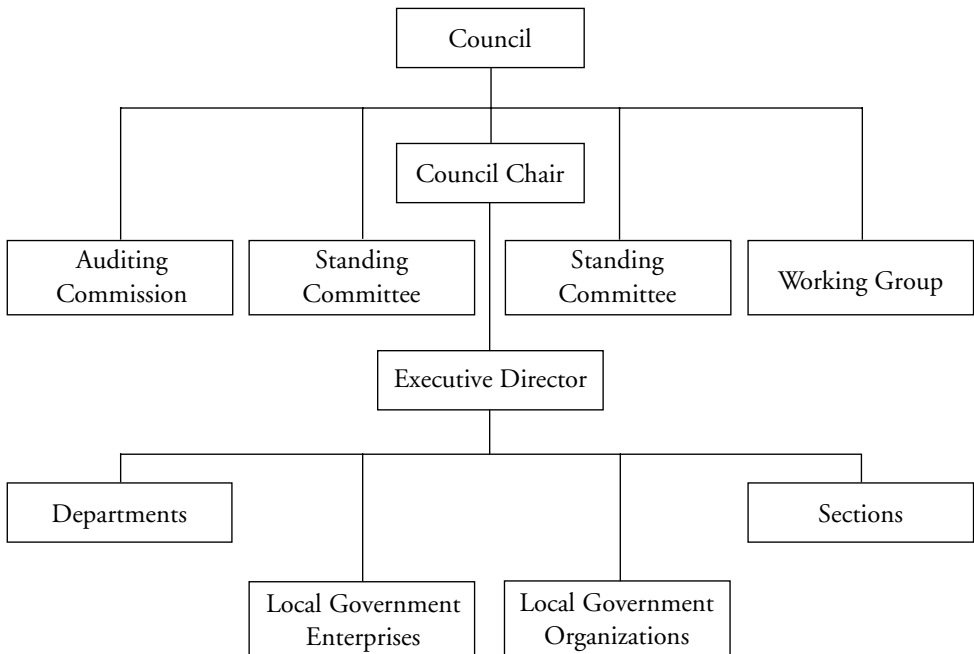 Council
Council Chair
Auditing
Commission
Standing
Committee
Standing
Committee
Working Group
Executive Director
Departments
Sections
Local Government
Enterprises
Local Government
Organizations